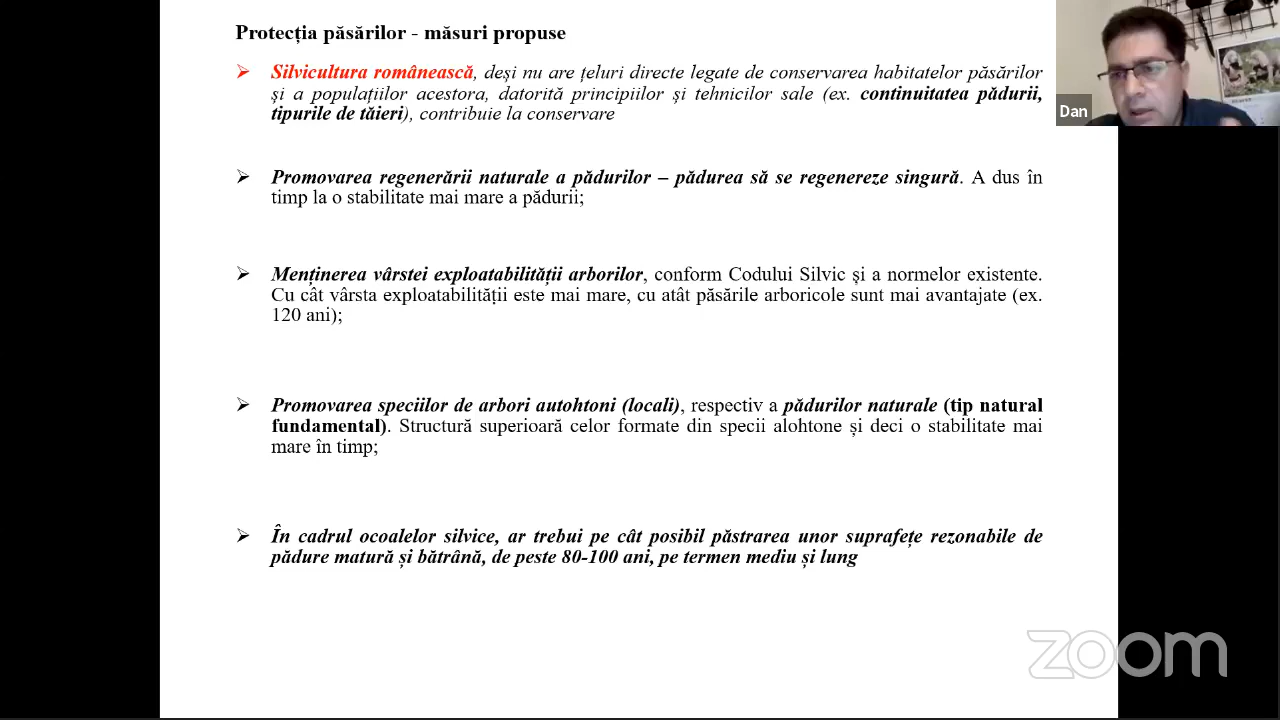 Protecția păsărilor - măsuri propuse
Silvicultura românească, deși nu are țeluri directe legate de conservarea habitatelor păsărilor
și a populațiilor acestora, datorită principiilor și tehnicilor sale (ex. continuitatea pădurii,
tipurile de tăieri), contribuie la conservare
Promovarea regenerării naturale a pădurilor – pădurea să se regenereze singură. A dus în
timp la o stabilitate mai mare a pădurii;
Menținerea vârstei exploatabilității arborilor, conform Codului Silvic și a normelor existente.
Cu cât vârsta exploatabilității este mai mare, cu atât păsările arboricole sunt mai avantajate (ex.
120 ani);
Promovarea speciilor de arbori autohtoni (locali), respectiv a pădurilor naturale (tip natural
fundamental). Structură superioară celor formate din specii alohtone și deci o stabilitate mai
mare în timp;
În cadrul ocoalelor silvice, ar trebui pe cât posibil păstrarea unor suprafețe rezonabile de
pădure matură și bătrână, de peste 80-100 ani, pe termen mediu și lung
Dan
zoom